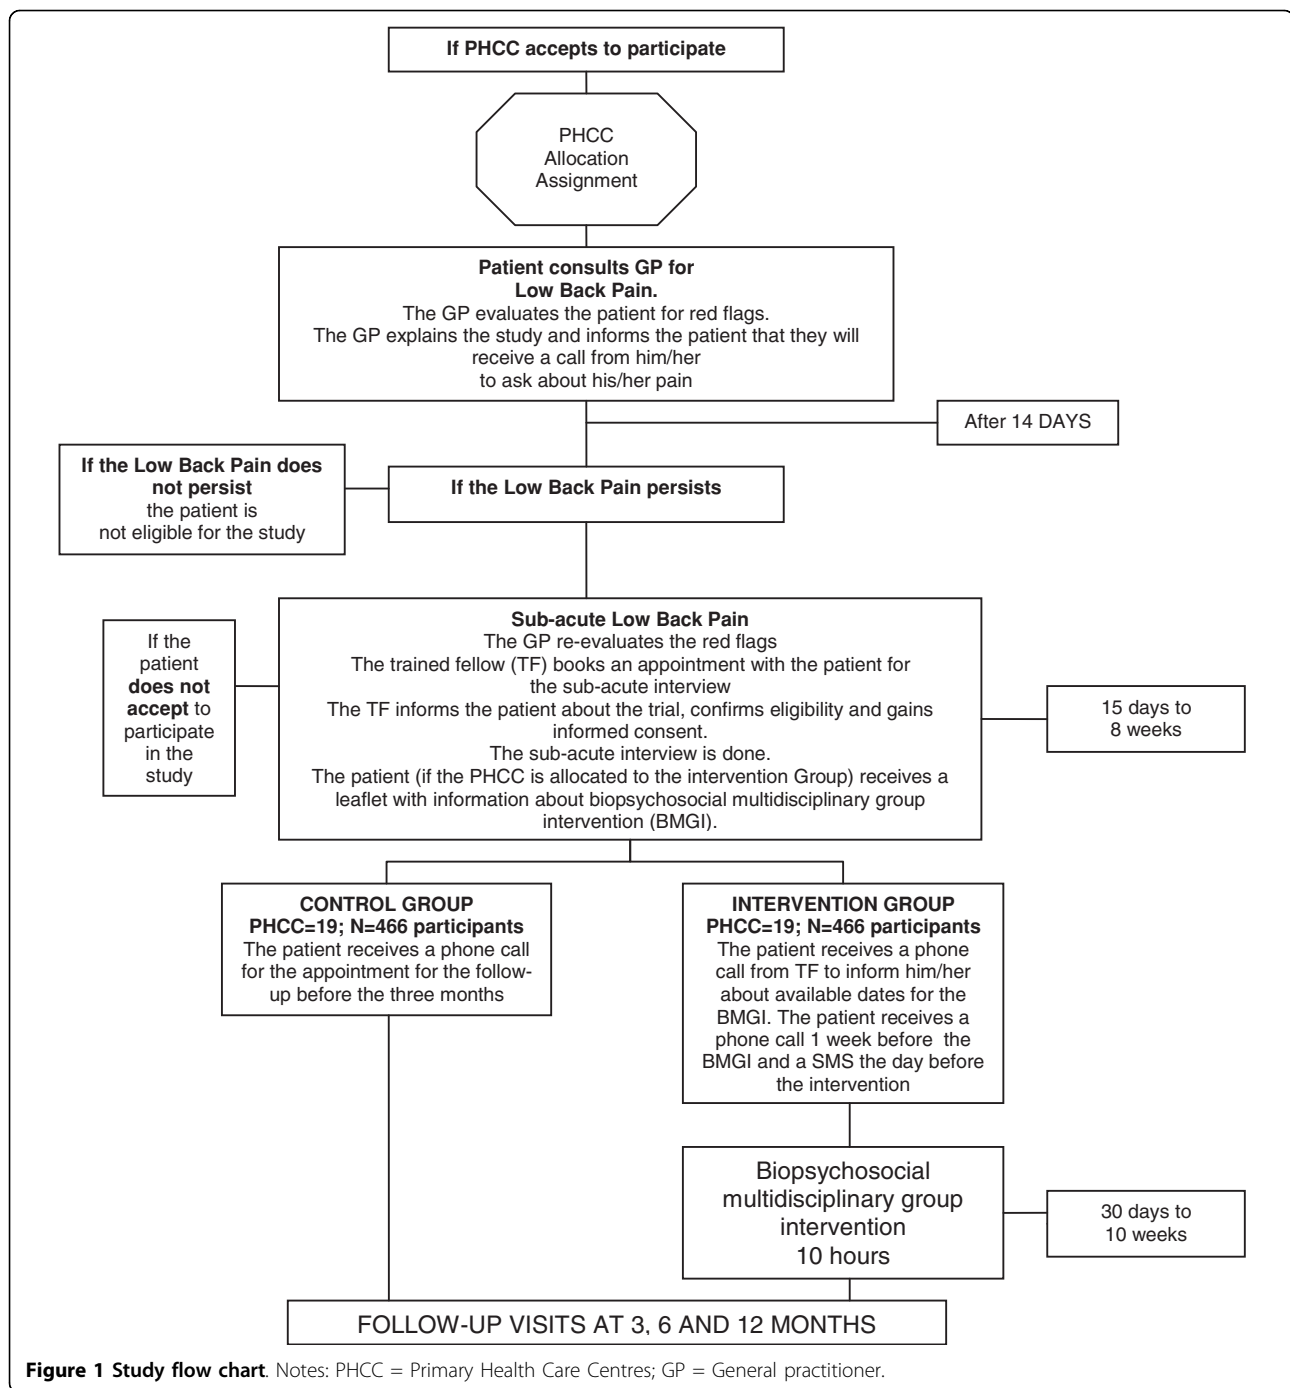 If PHCC accepts to participate
PHCC
Allocation
Assignment
Patient consults GP for
Low Back Pain.
The GP evaluates the patient for red flags.
The GP explains the study and informs the patient that they will
receive a call from him/her
to ask about his/her pain
After 14 DAYS
If the Low Back Pain does
not persist
the patient is
not eligible for the study
If the Low Back Pain persists
If the
patient
does not
accept to
participate
in the
study
Sub-acute Low Back Pain
The GP re-evaluates the red flags
The trained fellow (TF) books an appointment with the patient for
the sub-acute interview
The TF informs the patient about the trial, confirms eligibility and gains
informed consent.
The sub-acute interview is done.
The patient (if the PHCC is allocated to the intervention Group) receives a
leaflet with information about biopsychosocial multidisciplinary group
intervention (BMGI).
15 days to
8 weeks
CONTROL GROUP
PHCC=19; N=466 participants
The patient receives a phone call
for the appointment for the follow-
up before the three months
INTERVENTION GROUP
PHCC=19; N=466 participants
The patient receives a phone
call from TF to inform him/her
about available dates for the
BMGI. The patient receives a
phone call 1 week before the
BMGI and a SMS the day before
the intervention
Biopsychosocial
multidisciplinary group
intervention
10 hours
30 days to
10 weeks
FOLLOW-UP VISITS AT 3, 6 AND 12 MONTHS
Figure 1 Study flow chart. Notes: PHCC = Primary Health Care Centres; GP = General practitioner.